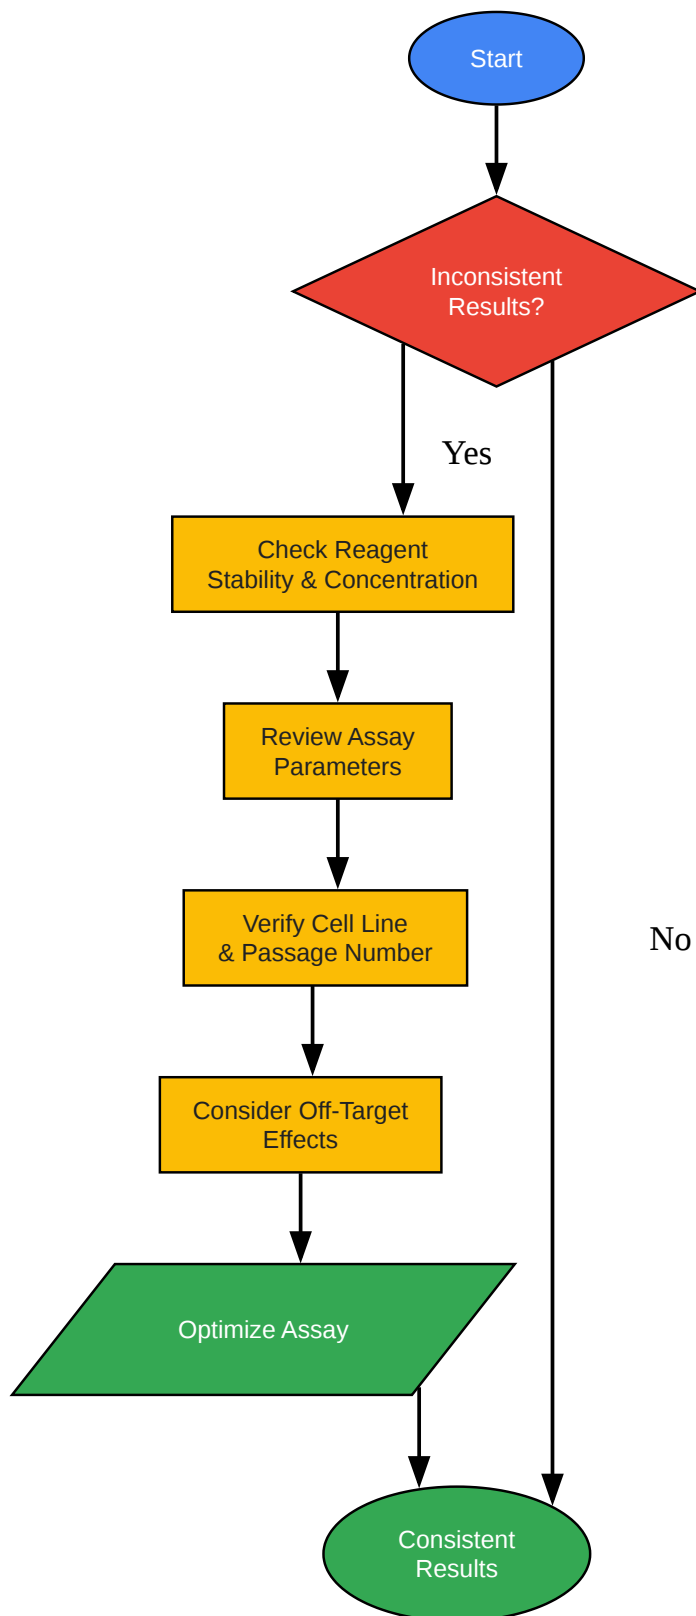 Start
Inconsistent
Results?
Yes
Check Reagent
Stability & Concentration
Review Assay
Parameters
Verify Cell Line
& Passage Number
No
Consider Off-Target
Effects
Optimize Assay
Consistent
Results